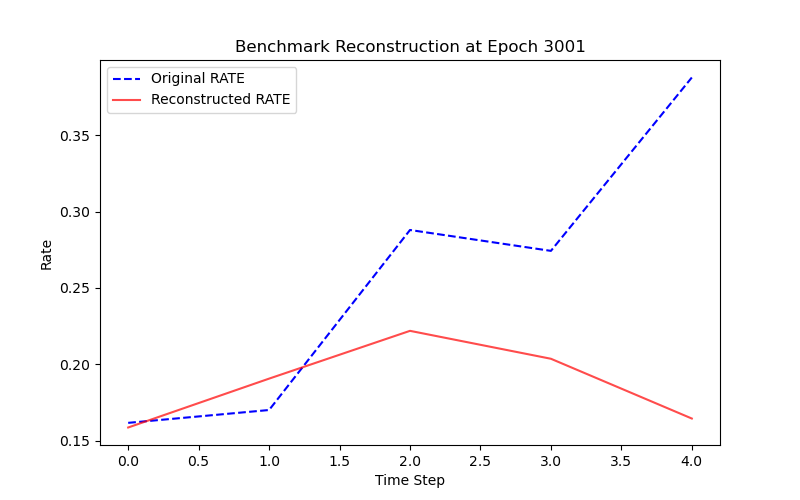 Benchmark Reconstruction at Epoch 3001
Original RATE
Reconstructed RATE
0.35
0.30
0.25
0.20
0.15
Rate
0.0 0.5 1.0 1.5 2.0 2.5 3.0 3.5 4.0
Time Step